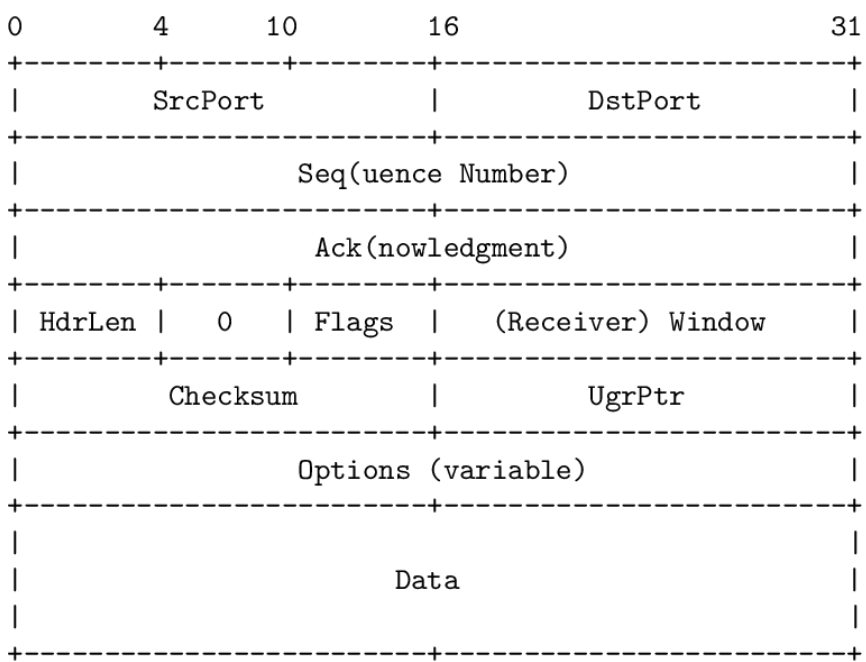 0 4 10 16 31
+--------+-------+--------+------------------------+
| SrcPort | DstPort |
+-------------------------+------------------------+
| Seq(uence Number) |
+-------------------------+------------------------+
| Ack(nowledgment) |
+--------+-------+--------+------------------------+
| HdrLen | 0 | Flags | (Receiver) Window |
+--------+-------+--------+------------------------+
| Checksum | UgrPtr |
+-------------------------+------------------------+
| Options (variable) |
+-------------------------+------------------------+
| |
| Data |
| |
+-------------------------+------------------------+